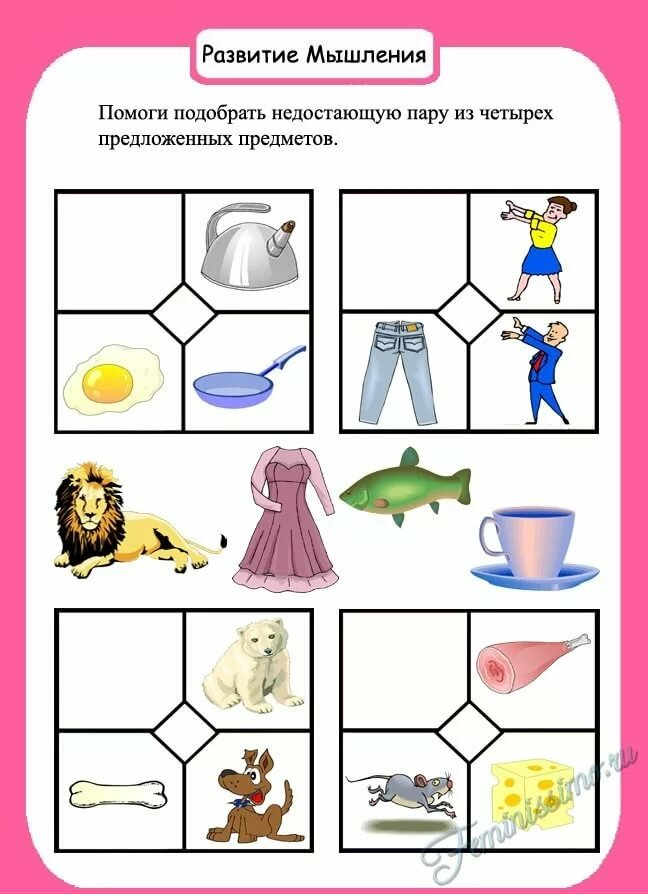 Развитие Мышления
Помоги подобрать недостающую пару из четырех
предложенных предметов.
Feminissimo.ru